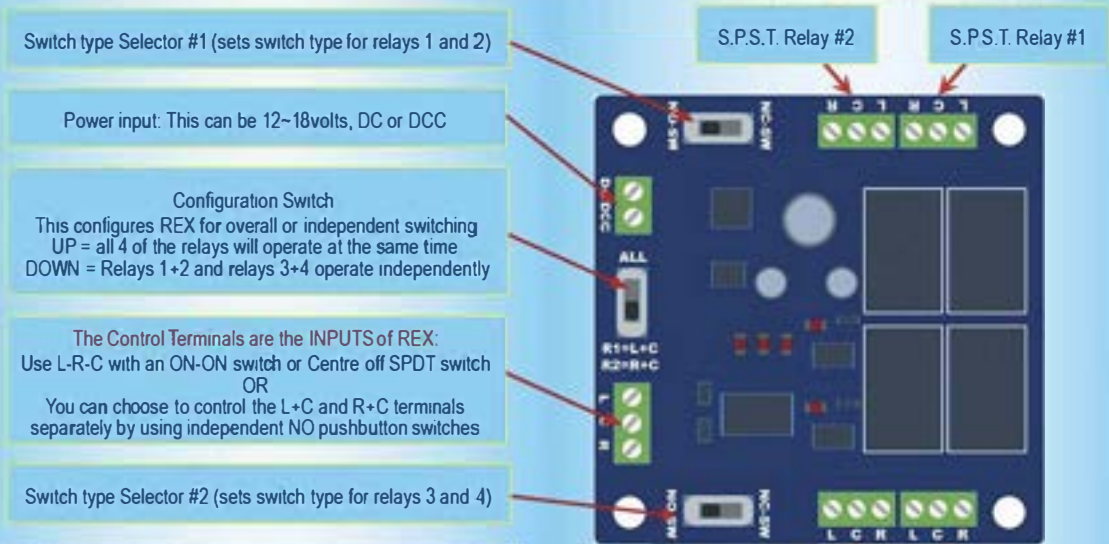 Switch type Selector #1 (sets switch type for relays 1 and 2)
S.P.S.T. Relay #2
S.P.S.T. Relay #1
Power input: This can be 12~18volts, DC or DCC
Configuration Switch
This configures REX for overall or independent switching
UP = all 4 of the relays will operate at the same time
DOWN = Relays 1+2 and relays 3+4 operate independently
The Control Terminals are the INPUTS of REX:
Use L-R-C with an ON-ON switch or Centre off SPDT switch
OR
You can choose to control the L+C and R+C terminals
separately by using independent NO pushbutton switches
Switch type Selector #2 (sets switch type for relays 3 and 4)
NO-SW
NC-SW
R C L
R C L
DCC
ALL
R1=L+C
R2=R+C
L
R
NO-SW
NC-SW
L C R
L C R